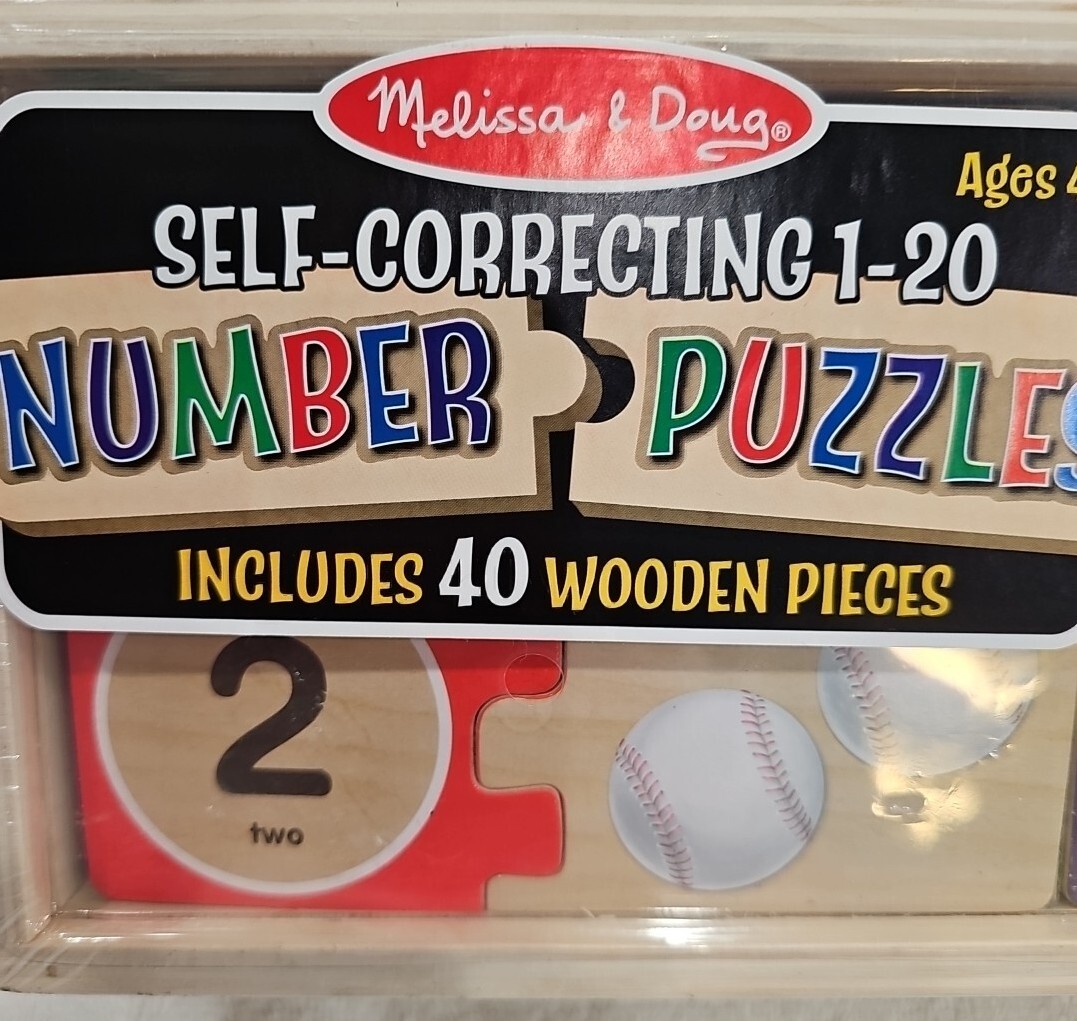 Melissa & Doug®
Ages 4
SELF-CORRECTING 1-20
NUMBER PUZZLES
INCLUDES 40 WOODEN PIECES
2
two